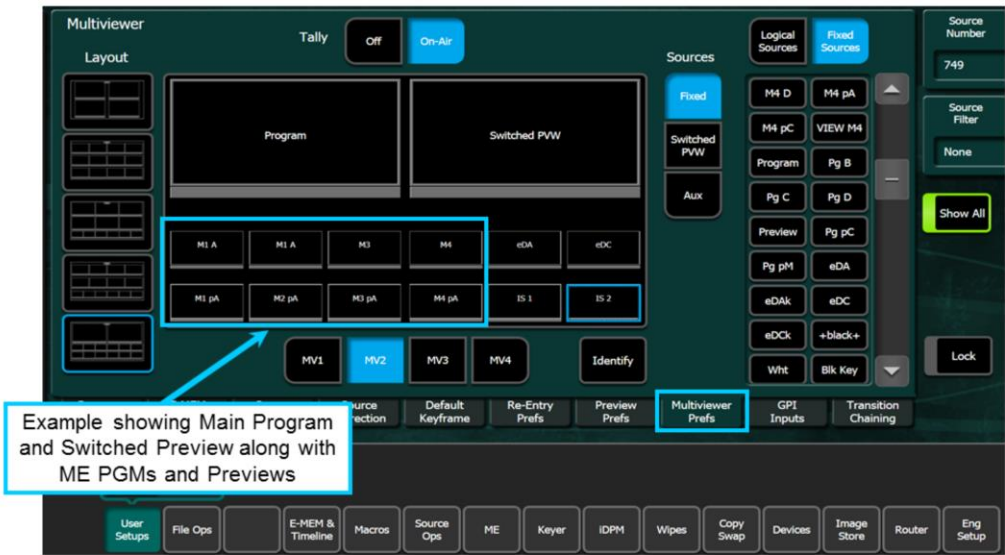 Multiviewer
Layout
Tally
Off
On-Air
Program
Switched PVW
M1 A
M1 A
M3
M4
eDA
eDC
M1 pA
M2 pA
M3 pA
M4 pA
IS 1
IS 2
MV1
MV2
MV3
MV4
Identify
Sources
Fixed
Switched
PVW
Aux
Logical
Sources
Fixed
Sources
M4 D
M4 pA
M4 pC
VIEW M4
Program
Pg B
Pg C
Pg D
Preview
Pg pC
Pg pM
eDA
eDAk
eDC
eDCk
+black+
Wht
Blk Key
Source
Number
749
Source
Filter
None
Show All
Lock
Default
Keyframe
Re-Entry
Prefs
Preview
Prefs
Multiviewer
Prefs
GPI
Inputs
Transition
Chaining
Example showing Main Program
and Switched Preview along with
ME PGMs and Previews
User
Setups
File Ops
E-MEM &
Timeline
Macros
Source
Ops
ME
Keyer
iDPM
Wipes
Copy
Swap
Devices
Image
Store
Router
Eng
Setup